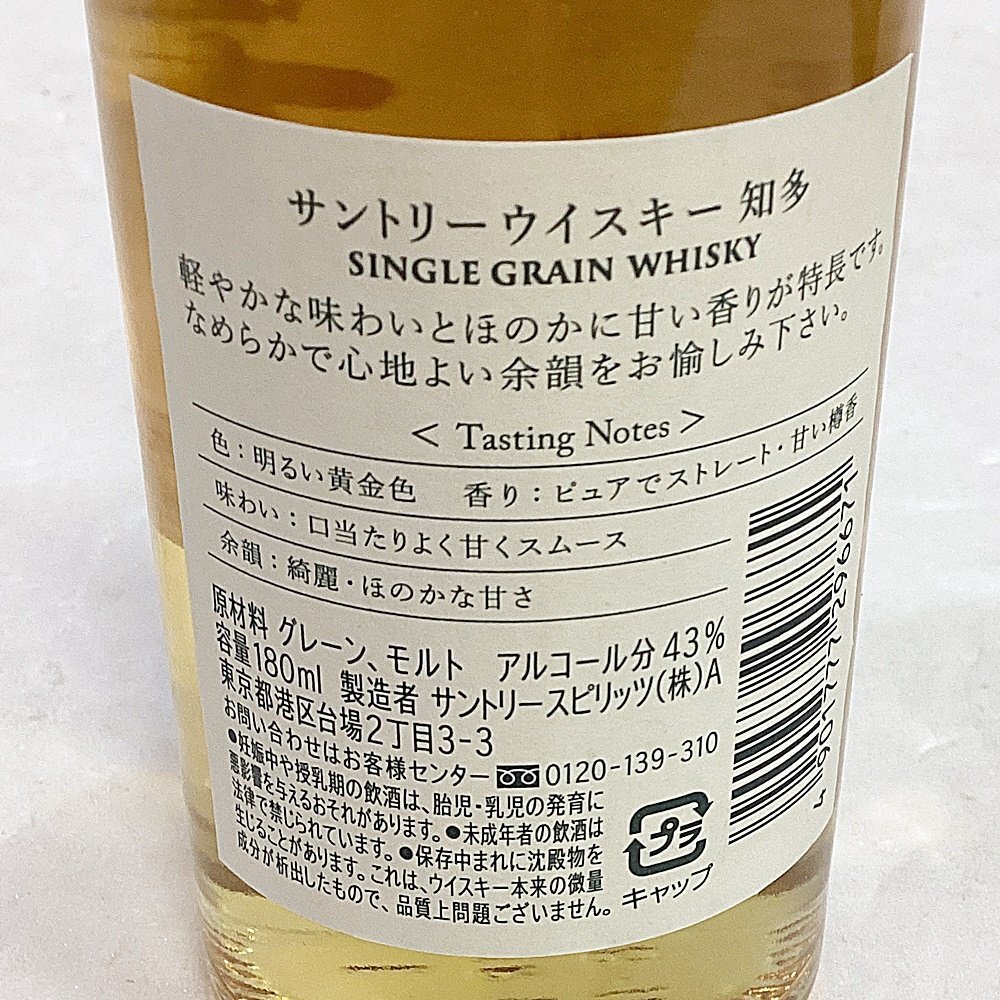 サントリーウイスキー 知多
SINGLE GRAIN WHISKY
軽やかな味わいとほのかに甘い香りが特長です。
なめらかで心地よい余韻をお愉しみ下さい。
< Tasting Notes >
色：明るい黄金色　香り：ピュアでストレート・甘い樽香
味わい：口当たりよく甘くスムース
余韻：綺麗・ほのかな甘さ
原材料 グレーン、モルト　アルコール分 43%
容量180ml 製造者 サントリースピリッツ(株)A
東京都港区台場2丁目3-3
お問い合わせはお客様センター 0120-139-310
●妊娠中や授乳期の飲酒は、胎児・乳児の発育に
悪影響を与えるおそれがあります。●未成年者の飲酒は
法律で禁じられています。●保存中まれに沈殿物を
生じることがあります。これは、ウイスキー本来の微量
成分が析出したもので、品質上問題ございません。
プラ
キャップ
4 901777 296671